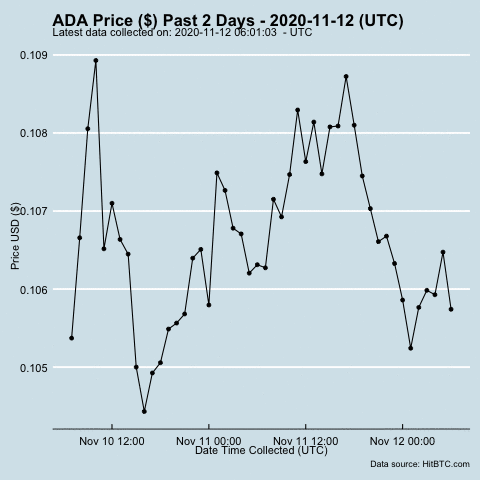 ADA Price ($) Past 2 Days - 2020-11-12 (UTC)
Latest data collected on: 2020-11-12 06:01:03 - UTC
0.109
0.108
0.107
0.106
0.105
Price USD ($)
Nov 10 12:00 Nov 11 00:00 Nov 11 12:00 Nov 12 00:00
Date Time Collected (UTC)
Data source: HitBTC.com